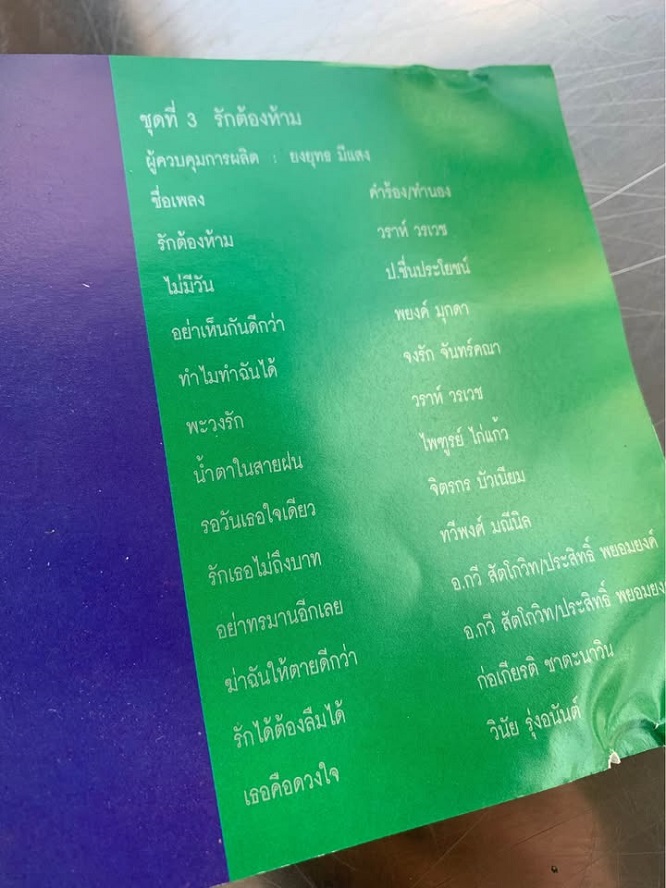 ชุดที่ 3 รักต้องห้าม
ผู้ควบคุมการผลิต : ยงยุทธ มีแสง
ชื่อเพลง คำร้อง/ทำนอง
รักต้องห้าม วราห์ วรเวช
ไม่มีวัน ป.ชื่นประโยชน์
อย่าเห็นกันดีกว่า พยงค์ มุกดา
ทำไมทำฉันได้ จงรัก จันทร์คณา
พะวงรัก วราห์ วรเวช
น้ำตาในสายฝน ไพฑูรย์ ไก่แก้ว
รอวันเธอใจเดียว จิตรกร บัวเนียม
รักเธอไม่ถึงบาท ทวีพงศ์ มณีนิล
อย่าทรมานอีกเลย อ.กวี สัตโกวิท/ประสิทธิ์ พยอมยงค์
ฆ่าฉันให้ตายดีกว่า อ.กวี สัตโกวิท/ประสิทธิ์ พยอมยง
รักได้ต้องลืมได้ ก่อเกียรติ ชาตะนาวิน
เธอคือดวงใจ วินัย รุ่งอนันต์